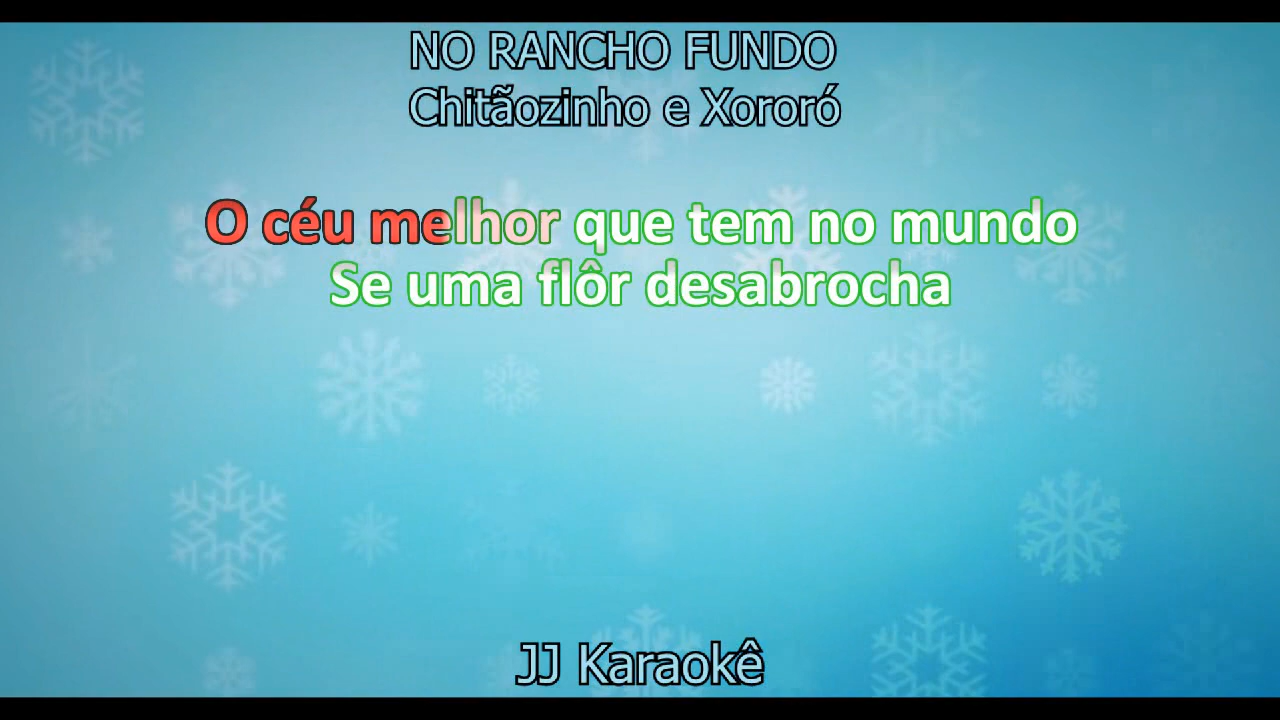 NO RANCHO FUNDO
Chitãozinho e Xororó
O céu melhor que tem no mundo
Se uma flôr desabrocha
JJ Karaokê